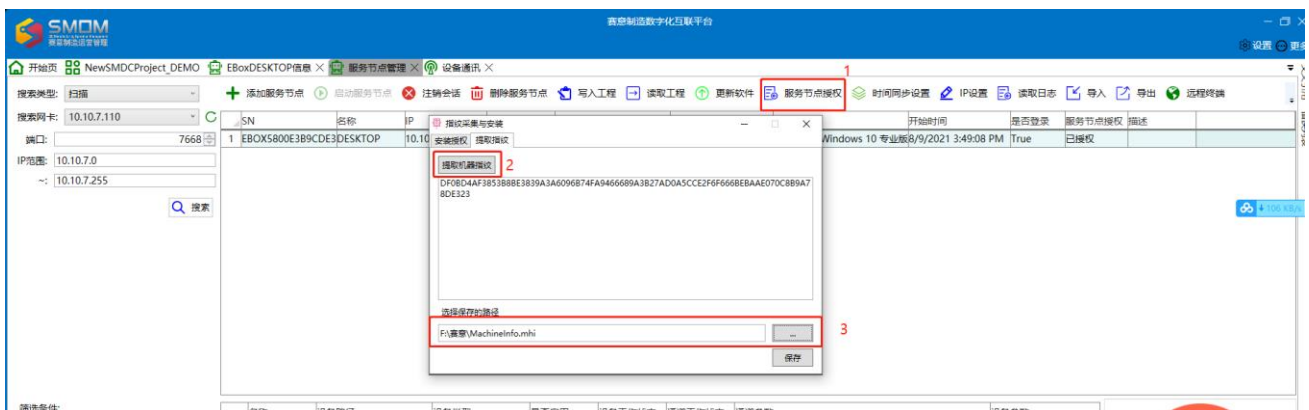 赛意制造数字化互联平台
SMOM
赛意制造运营管理
设置 更多
开始页 NewSMDCProject_DEMO EBoxDESKTOP信息 服务节点管理 设备通讯
1
搜索类型: 扫描
添加服务节点 启动服务节点 注销会话 删除服务节点 写入工程 读取工程 更新软件 服务节点授权 时间同步设置 IP设置 读取日志 导入 导出 远程终端
搜索网卡: 10.10.7.110
SN 名称 IP 开始时间 是否登录 服务节点授权 描述
端口: 7668
1 EBOX5800E3B9CDE3 DESKTOP 10.10 Windows 10 专业版 8/9/2021 3:49:08 PM True 已授权
IP范围: 10.10.7.0
~: 10.10.7.255
搜索
指纹采集与安装
安装授权 提取指纹
提取机器指纹 2
DF0BD4AF3853B8BE3839A3A6096B74FA9466689A3B27AD0A5CCE2F6F666BEBAAE070C8B9A7
8DE323
106 KB/s
选择保存的路径
F:\赛意\MachineInfo.mhi ... 3
保存
筛选条件: